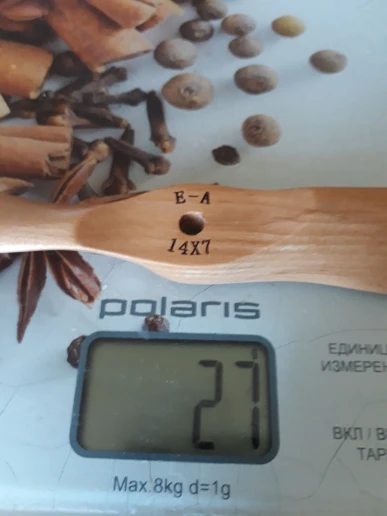 E-A
14X7
polaris
27
ЕДИНИЦ
ИЗМЕРЕН
ВКЛ / В
ТАР
Max.8kg d=1g